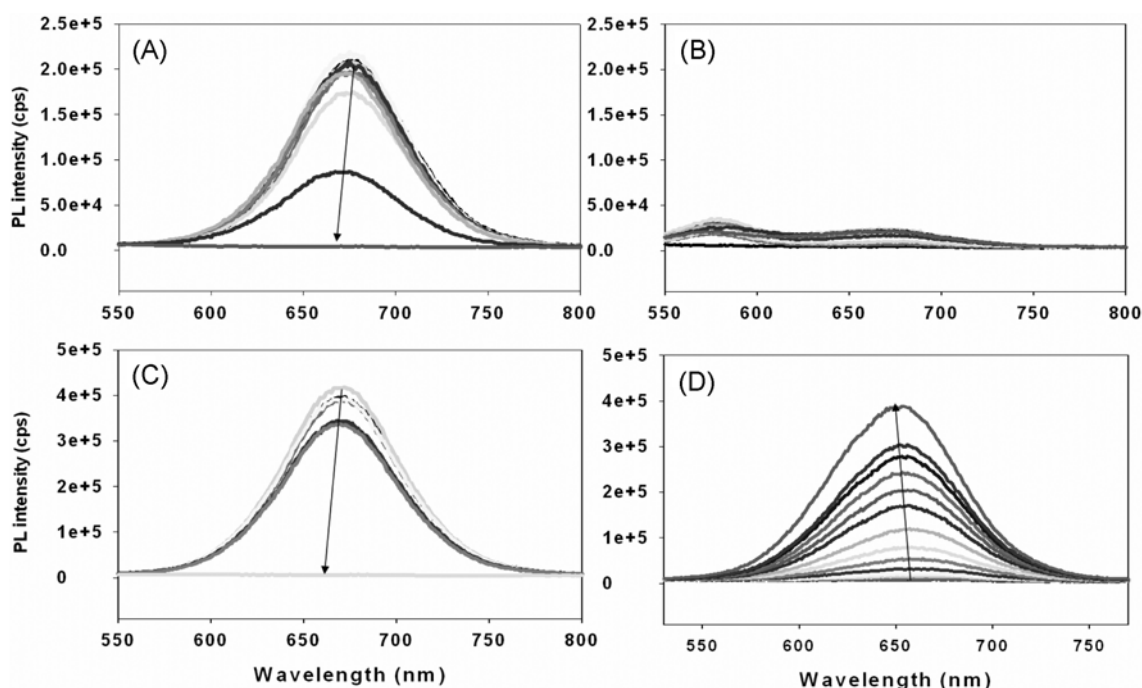 (A)
PL intensity (cps)
2.5e+5
2.0e+5
1.5e+5
1.0e+5
5.0e+4
0.0
550 600 650 700 750 800
(B)
2.5e+5
2.0e+5
1.5e+5
1.0e+5
5.0e+4
0.0
550 600 650 700 750 800
(C)
PL intensity (cps)
5e+5
4e+5
3e+5
2e+5
1e+5
0
550 600 650 700 750 800
Wavelength (nm)
(D)
5e+5
4e+5
3e+5
2e+5
1e+5
0
550 600 650 700 750
Wavelength (nm)